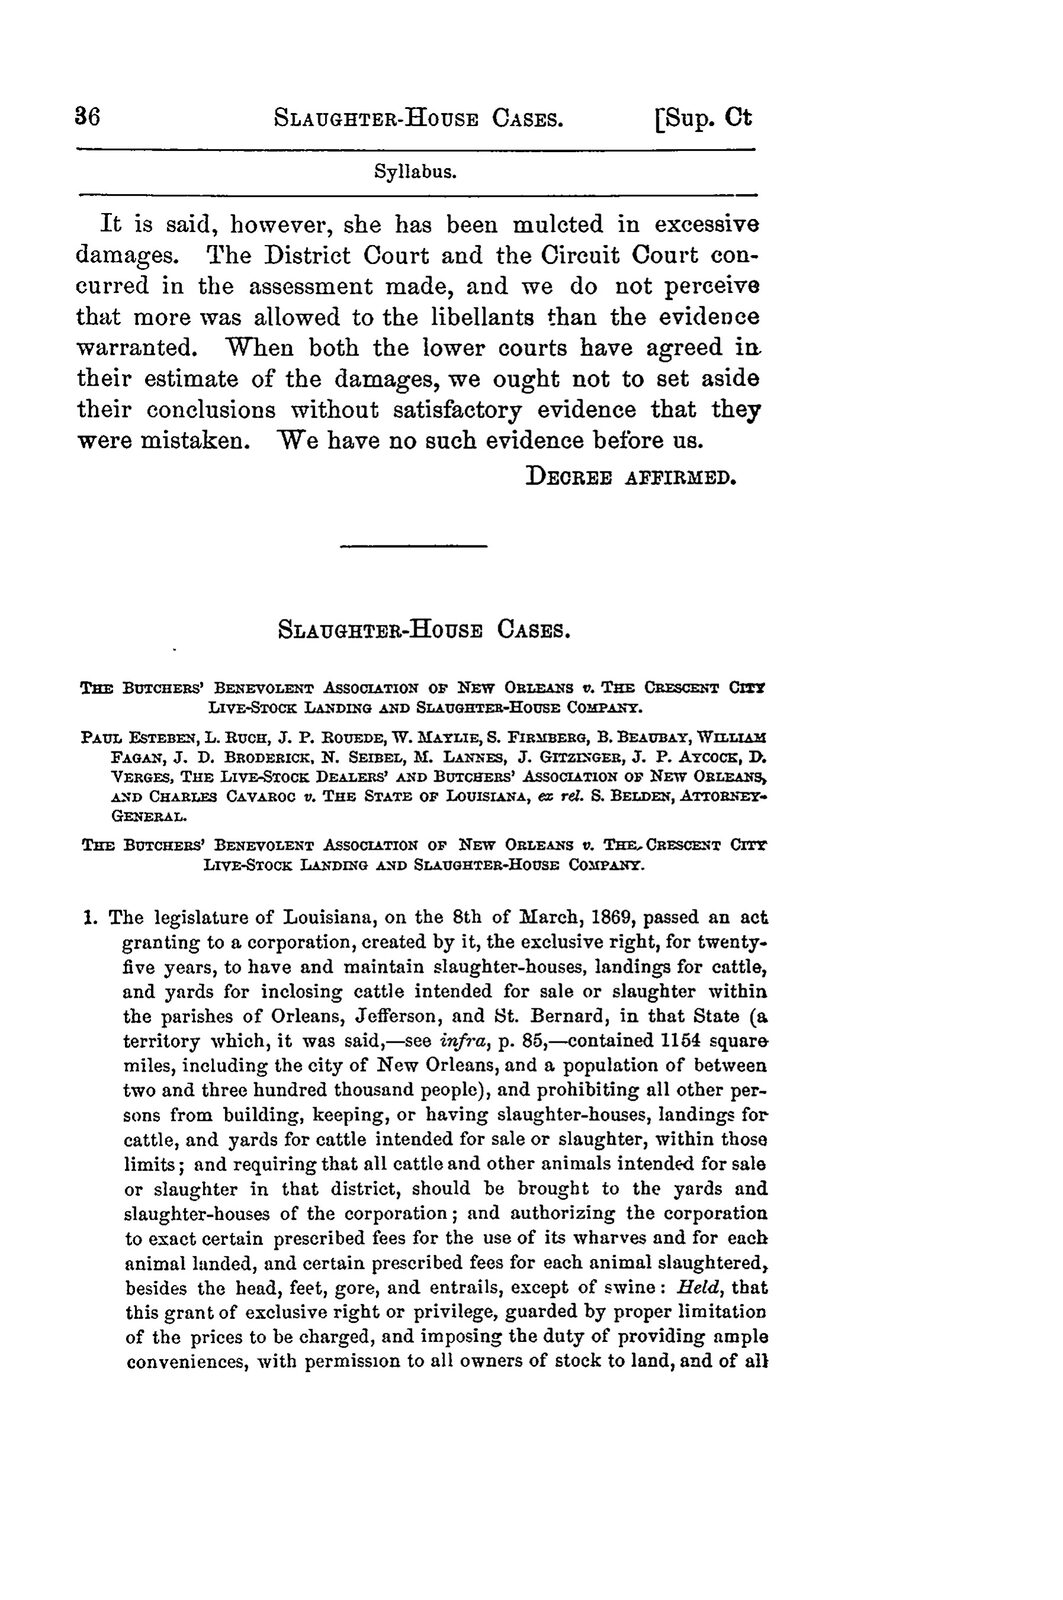 36 SLAUGHTER-HOUSE CASES. [Sup. Ct
Syllabus.
It is said, however, she has been mulcted in excessive
damages. The District Court and the Circuit Court con-
curred in the assessment made, and we do not perceive
that more was allowed to the libellants than the evidence
warranted. When both the lower courts have agreed in
their estimate of the damages, we ought not to set aside
their conclusions without satisfactory evidence that they
were mistaken. We have no such evidence before us.
DECREE AFFIRMED.
SLAUGHTER-HOUSE CASES.
THE BUTCHERS' BENEVOLENT ASSOCIATION OF NEW ORLEANS v. THE CRESCENT CITY
LIVE-STOCK LANDING AND SLAUGHTER-HOUSE COMPANY.
PAUL ESTEBEN, L. RUCH, J. P. ROUEDE, W. MAYLIE, S. FIRMBERG, B. BEAUBAY, WILLIAM
FAGAN, J. D. BRODERICK, N. SEIBEL, M. LANNES, J. GITZINGER, J. P. AYCOCK, D.
VERGES, THE LIVE-STOCK DEALERS' AND BUTCHERS' ASSOCIATION OF NEW ORLEANS,
AND CHARLES CAVAROC v. THE STATE OF LOUISIANA, ex rel. S. BELDEN, ATTORNEY-
GENERAL.
THE BUTCHERS' BENEVOLENT ASSOCIATION OF NEW ORLEANS v. THE CRESCENT CITY
LIVE-STOCK LANDING AND SLAUGHTER-HOUSE COMPANY.
1. The legislature of Louisiana, on the 8th of March, 1869, passed an act
granting to a corporation, created by it, the exclusive right, for twenty-
five years, to have and maintain slaughter-houses, landings for cattle,
and yards for inclosing cattle intended for sale or slaughter within
the parishes of Orleans, Jefferson, and St. Bernard, in that State (a
territory which, it was said,—see infra, p. 85,—contained 1154 square
miles, including the city of New Orleans, and a population of between
two and three hundred thousand people), and prohibiting all other per-
sons from building, keeping, or having slaughter-houses, landings for
cattle, and yards for cattle intended for sale or slaughter, within those
limits; and requiring that all cattle and other animals intended for sale
or slaughter in that district, should be brought to the yards and
slaughter-houses of the corporation; and authorizing the corporation
to exact certain prescribed fees for the use of its wharves and for each
animal landed, and certain prescribed fees for each animal slaughtered,
besides the head, feet, gore, and entrails, except of swine: Held, that
this grant of exclusive right or privilege, guarded by proper limitation
of the prices to be charged, and imposing the duty of providing ample
conveniences, with permission to all owners of stock to land, and of all